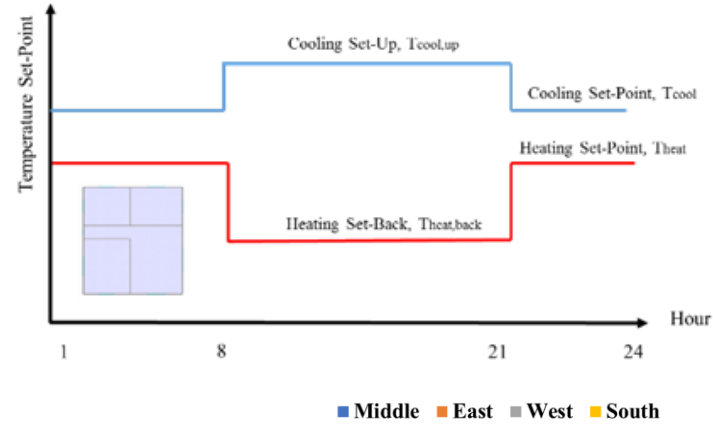 Temperature Set-Point
Cooling Set-Up, Tcool,up
Cooling Set-Point, Tcool
Heating Set-Point, Theat
Heating Set-Back, Theat,back
Hour
1 8 21 24
Middle East West South